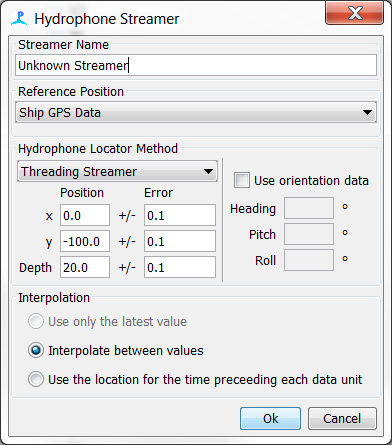 Hydrophone Streamer
Streamer Name
Unknown Streamer
Reference Position
Ship GPS Data
Hydrophone Locator Method
Threading Streamer
Use orientation data
Position Error
x 0.0 +/- 0.1
y -100.0 +/- 0.1
Depth 20.0 +/- 0.1
Heading °
Pitch °
Roll °
Interpolation
Use only the latest value
Interpolate between values
Use the location for the time preceeding each data unit
Ok Cancel